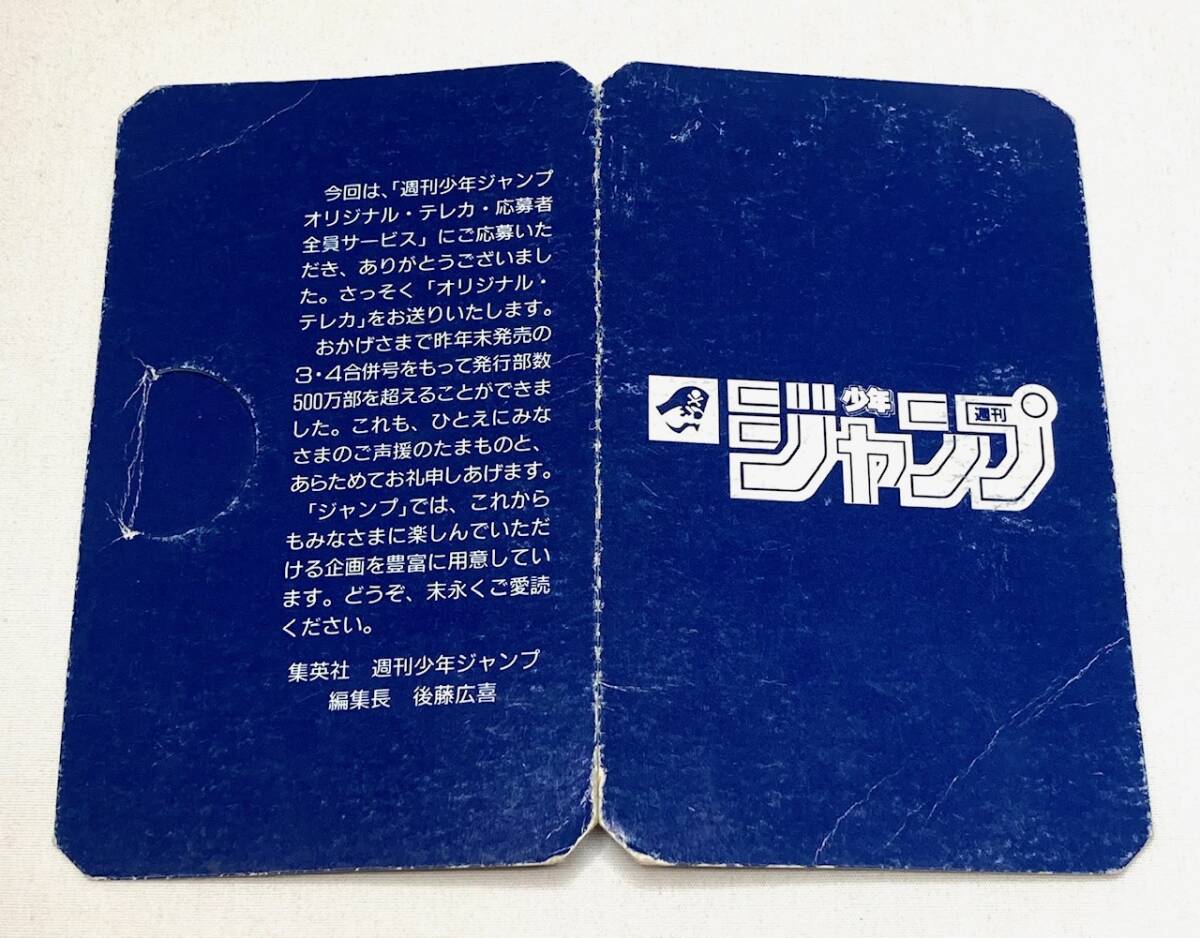 今回は、「週刊少年ジャンプ
オリジナル・テレカ・応募者
全員サービス」にご応募いた
だき、ありがとうございまし
た。さっそく「オリジナル・
テレカ」をお送りいたします。
おかげさまで昨年末発売の
3・4合併号をもって発行部数
500万部を超えることができま
した。これも、ひとえにみな
さまのご声援のたまものと、
あらためてお礼申しあげます。
「ジャンプ」では、これから
もみなさまに楽しんでいただ
ける企画を豊富に用意してい
ます。どうぞ、末永くご愛読
ください。
集英社　週刊少年ジャンプ
編集長　後藤広喜
週刊
少年
ジャンプ